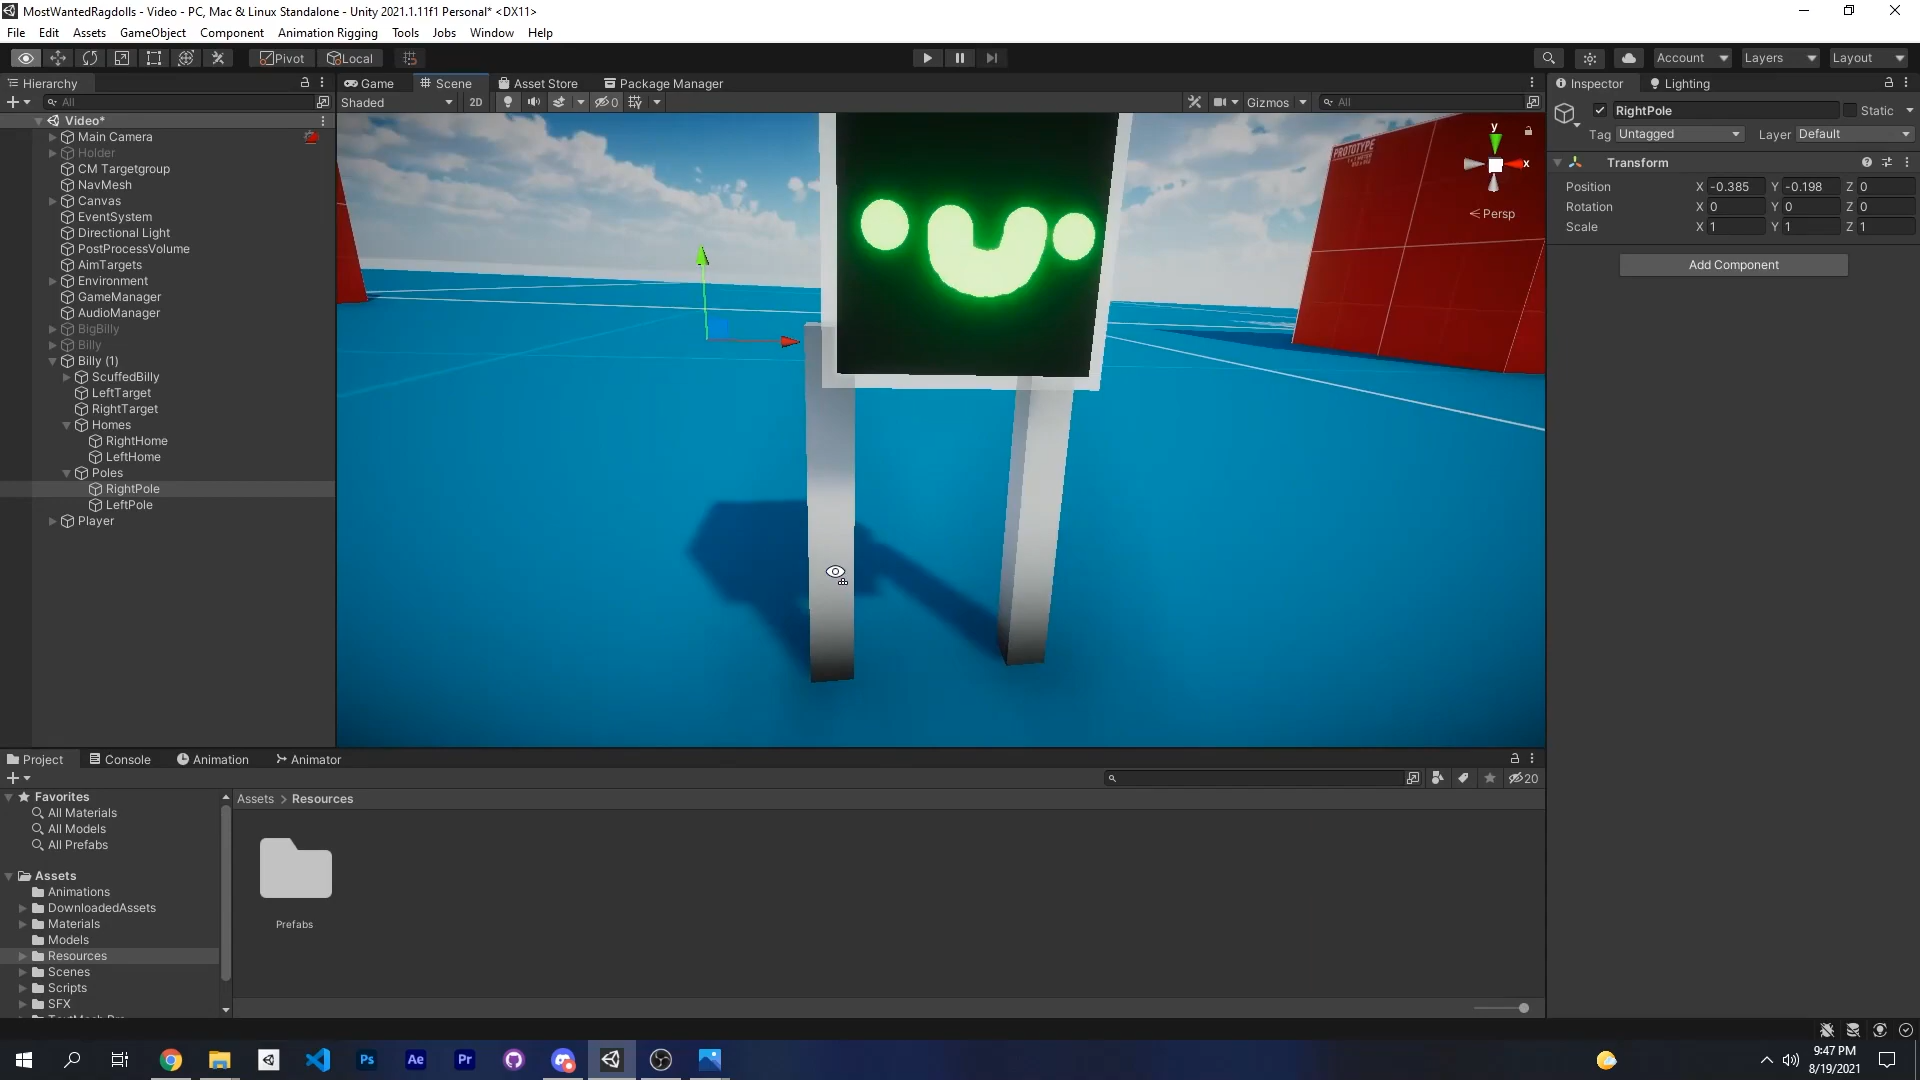 MostWantedRagdolls - Video - PC, Mac & Linux Standalone - Unity 2021.1.11f1 Personal* <DX11>
File Edit Assets GameObject Component Animation Rigging Tools Jobs Window Help
Pivot Local Account Layers Layout
Hierarchy Game Scene Asset Store Package Manager Inspector Lighting
All Shaded 2D 0 Gizmos All
RightPole Static
Tag Untagged Layer Default
Transform
Position X -0.385 Y -0.198 Z 0
Rotation X 0 Y 0 Z 0
Scale X 1 Y 1 Z 1
Add Component
Video*
Main Camera
Holder
CM Targetgroup
NavMesh
Canvas
EventSystem
Directional Light
PostProcessVolume
AimTargets
Environment
GameManager
AudioManager
BigBilly
Billy
Billy (1)
ScuffedBilly
LeftTarget
RightTarget
Homes
RightHome
LeftHome
Poles
RightPole
LeftPole
Player
PROTOTYPE
y
x
Persp
Project Console Animation Animator
20
Favorites
All Materials
All Models
All Prefabs
Assets
Animations
DownloadedAssets
Materials
Models
Resources
Scenes
Scripts
SFX
Assets > Resources
Prefabs
Ps Ae Pr
9:47 PM
8/19/2021